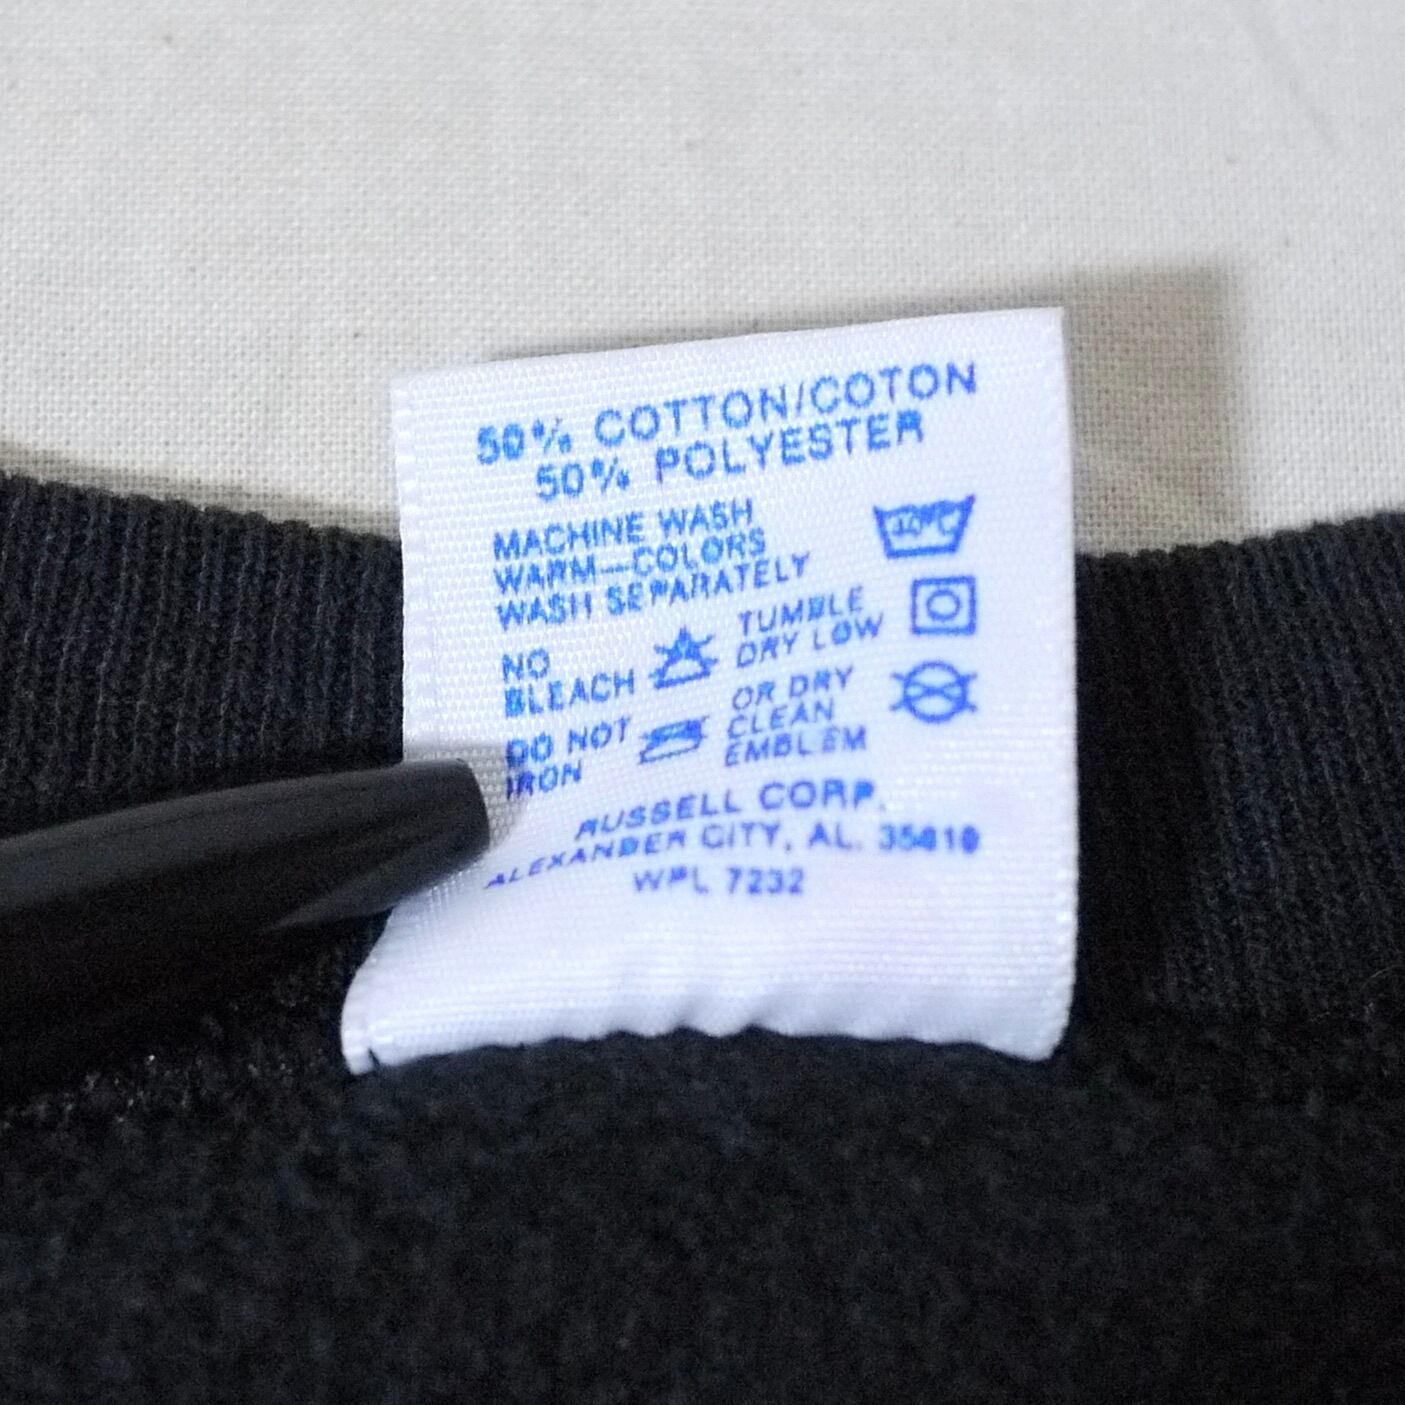 50% COTTON/COTON
50% POLYESTER
MACHINE WASH
WARM—COLORS
WASH SEPARATELY
40°C
NO
BLEACH
TUMBLE
DRY LOW
DO NOT
IRON
OR DRY
CLEAN
EMBLEM
RUSSELL CORP.
ALEXANDER CITY, AL. 35010
WPL 7232